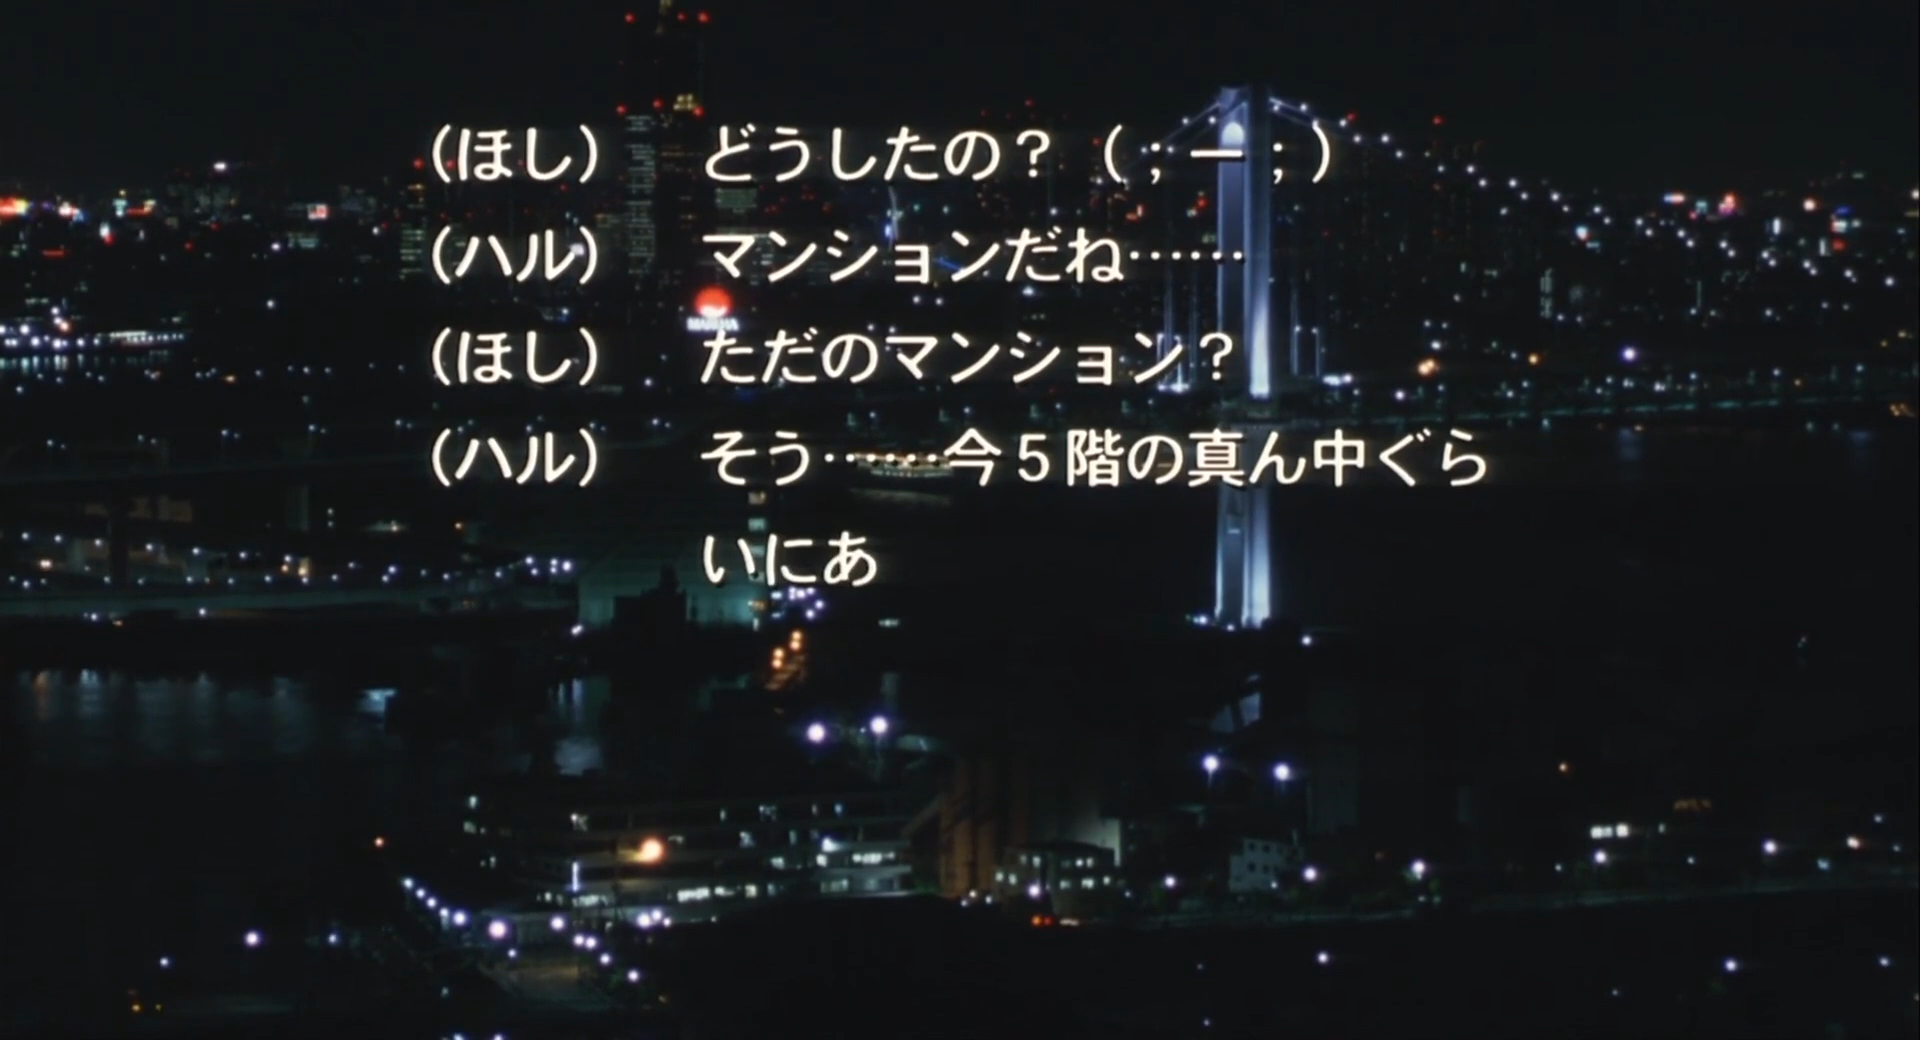 (ほし) どうしたの？(；ー；)
(ハル) マンションだね……
(ほし) ただのマンション？
(ハル) そう……今５階の真ん中ぐら
いにあ